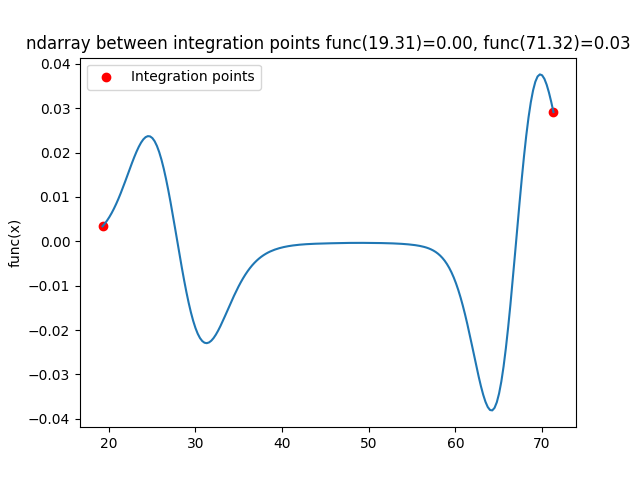 ndarray between integration points func(19.31)=0.00, func(71.32)=0.03
Integration points
func(x)
0.04
0.03
0.02
0.01
0.00
−0.01
−0.02
−0.03
−0.04
20 30 40 50 60 70